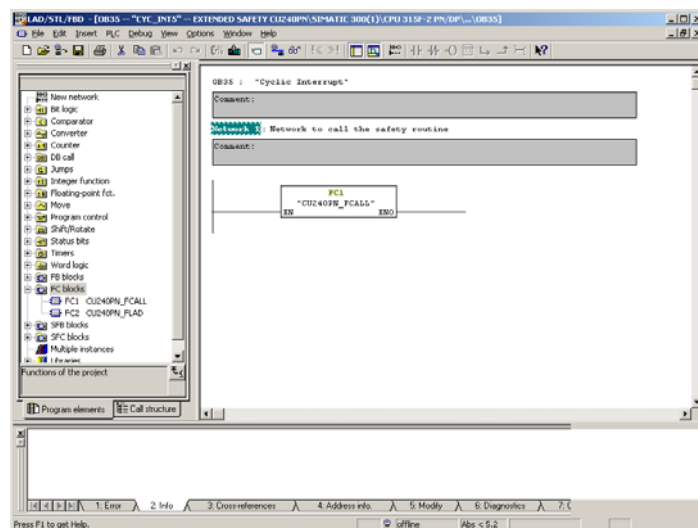 LAD/STL/FBD - [OB35 -- "CYC_INT5" -- EXTENDED SAFETY CU240PN\SIMATIC 300(1)\CPU 315F-2 PN/DP\...\OB35]
File Edit Insert PLC Debug View Options Window Help
New network
Bit logic
Comparator
Converter
Counter
DB call
Jumps
Integer function
Floating-point fct.
Move
Program control
Shift/Rotate
Status bits
Timers
Word logic
FB blocks
FC blocks
FC1 CU240PN_FCALL
FC2 CU240PN_FLAD
SFB blocks
SFC blocks
Multiple instances
Libraries
Functions of the project
Program elements Call structure
OB35 : "Cyclic Interrupt"
Comment:
Network 1: Network to call the safety routine
Comment:
FC1
"CU240PN_FCALL"
EN ENO
1: Error 2: Info 3: Cross-references 4: Address info. 5: Modify 6: Diagnostics 7:
Press F1 to get Help. offline Abs < 5.2